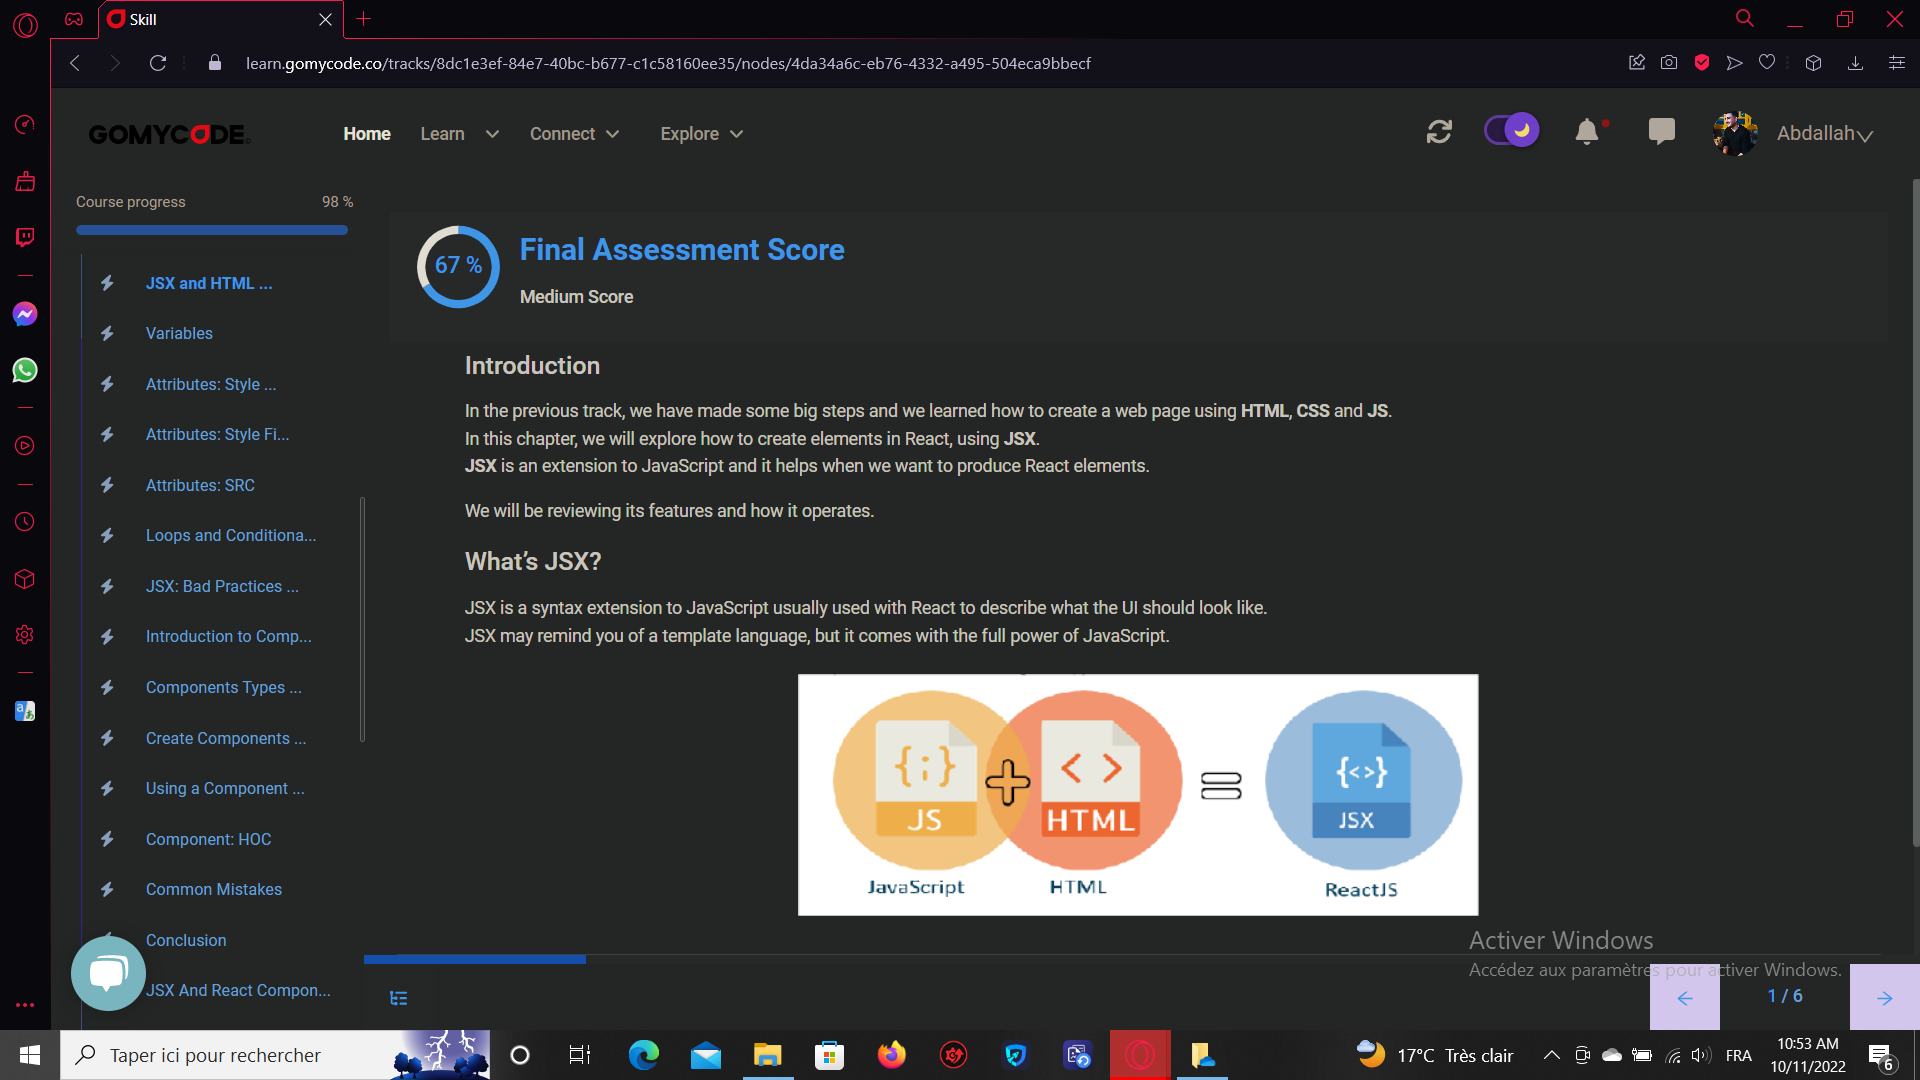 Skill
learn.gomycode.co/tracks/8dc1e3ef-84e7-40bc-b677-c1c58160ee35/nodes/4da34a6c-eb76-4332-a495-504eca9bbecf
GOMYCODE
Home
Learn
Connect
Explore
Abdallah
Course progress 98 %
JSX and HTML ...
Variables
Attributes: Style ...
Attributes: Style Fi...
Attributes: SRC
Loops and Conditiona...
JSX: Bad Practices ...
Introduction to Comp...
Components Types ...
Create Components ...
Using a Component ...
Component: HOC
Common Mistakes
Conclusion
JSX And React Compon...
67 %
Final Assessment Score
Medium Score
Introduction
In the previous track, we have made some big steps and we learned how to create a web page using HTML, CSS and JS.
In this chapter, we will explore how to create elements in React, using JSX.
JSX is an extension to JavaScript and it helps when we want to produce React elements.
We will be reviewing its features and how it operates.
What's JSX?
JSX is a syntax extension to JavaScript usually used with React to describe what the UI should look like.
JSX may remind you of a template language, but it comes with the full power of JavaScript.
{;}
JS
JavaScript
< >
HTML
HTML
{<>}
JSX
ReactJS
Activer Windows
Accédez aux paramètres pour activer Windows.
1 / 6
Taper ici pour rechercher
17°C Très clair
FRA
10:53 AM
10/11/2022
6